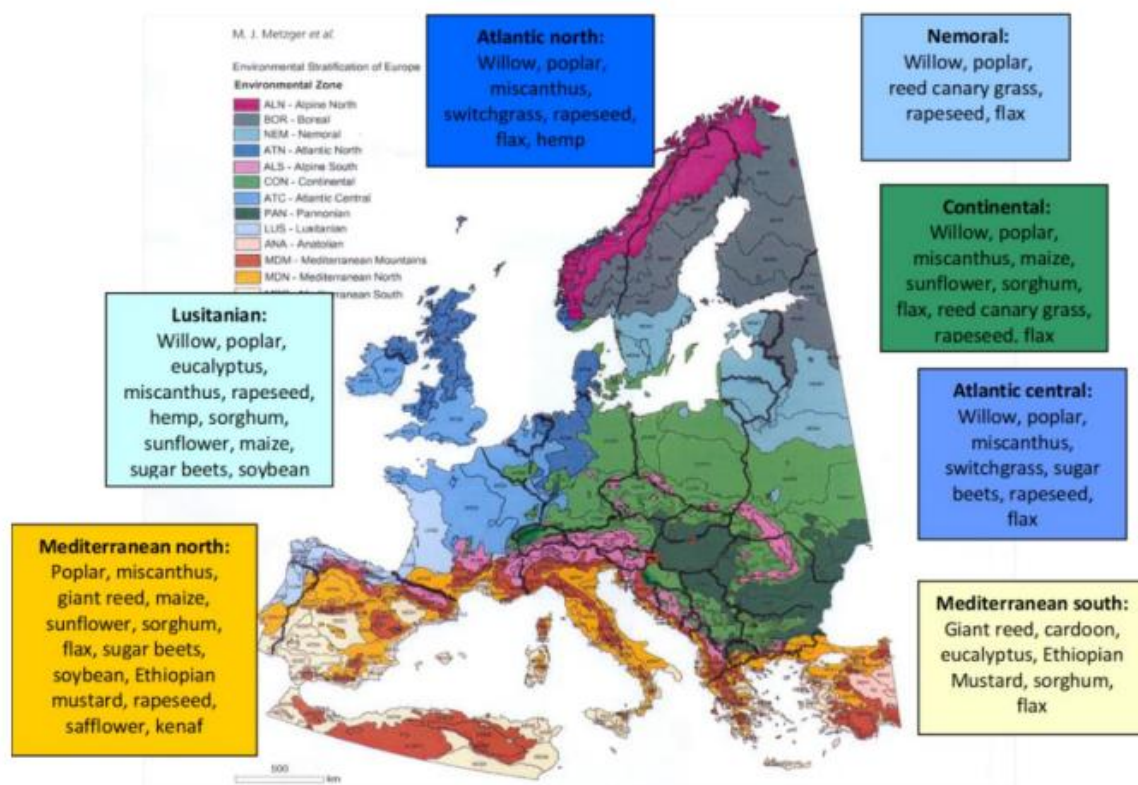 M. J. Metzger et al.
Environmental Stratification of Europe
Environmental Zone
ALN - Alpine North
BOR - Boreal
NEM - Nemoral
ATN - Atlantic North
ALS - Alpine South
CON - Continental
ATC - Atlantic Central
PAN - Pannonian
LUS - Lusitanian
ANA - Anatolian
MDM - Mediterranean Mountains
MDN - Mediterranean North
Mediterranean South
Atlantic north:
Willow, poplar,
miscanthus,
switchgrass, rapeseed,
flax, hemp
Nemoral:
Willow, poplar,
reed canary grass,
rapeseed, flax
Continental:
Willow, poplar,
miscanthus, maize,
sunflower, sorghum,
flax, reed canary grass,
rapeseed, flax
Lusitanian:
Willow, poplar,
eucalyptus,
miscanthus, rapeseed,
hemp, sorghum,
sunflower, maize,
sugar beets, soybean
Atlantic central:
Willow, poplar,
miscanthus,
switchgrass, sugar
beets, rapeseed,
flax
Mediterranean north:
Poplar, miscanthus,
giant reed, maize,
sunflower, sorghum,
flax, sugar beets,
soybean, Ethiopian
mustard, rapeseed,
safflower, kenaf
Mediterranean south:
Giant reed, cardoon,
eucalyptus, Ethiopian
Mustard, sorghum,
flax
500
km